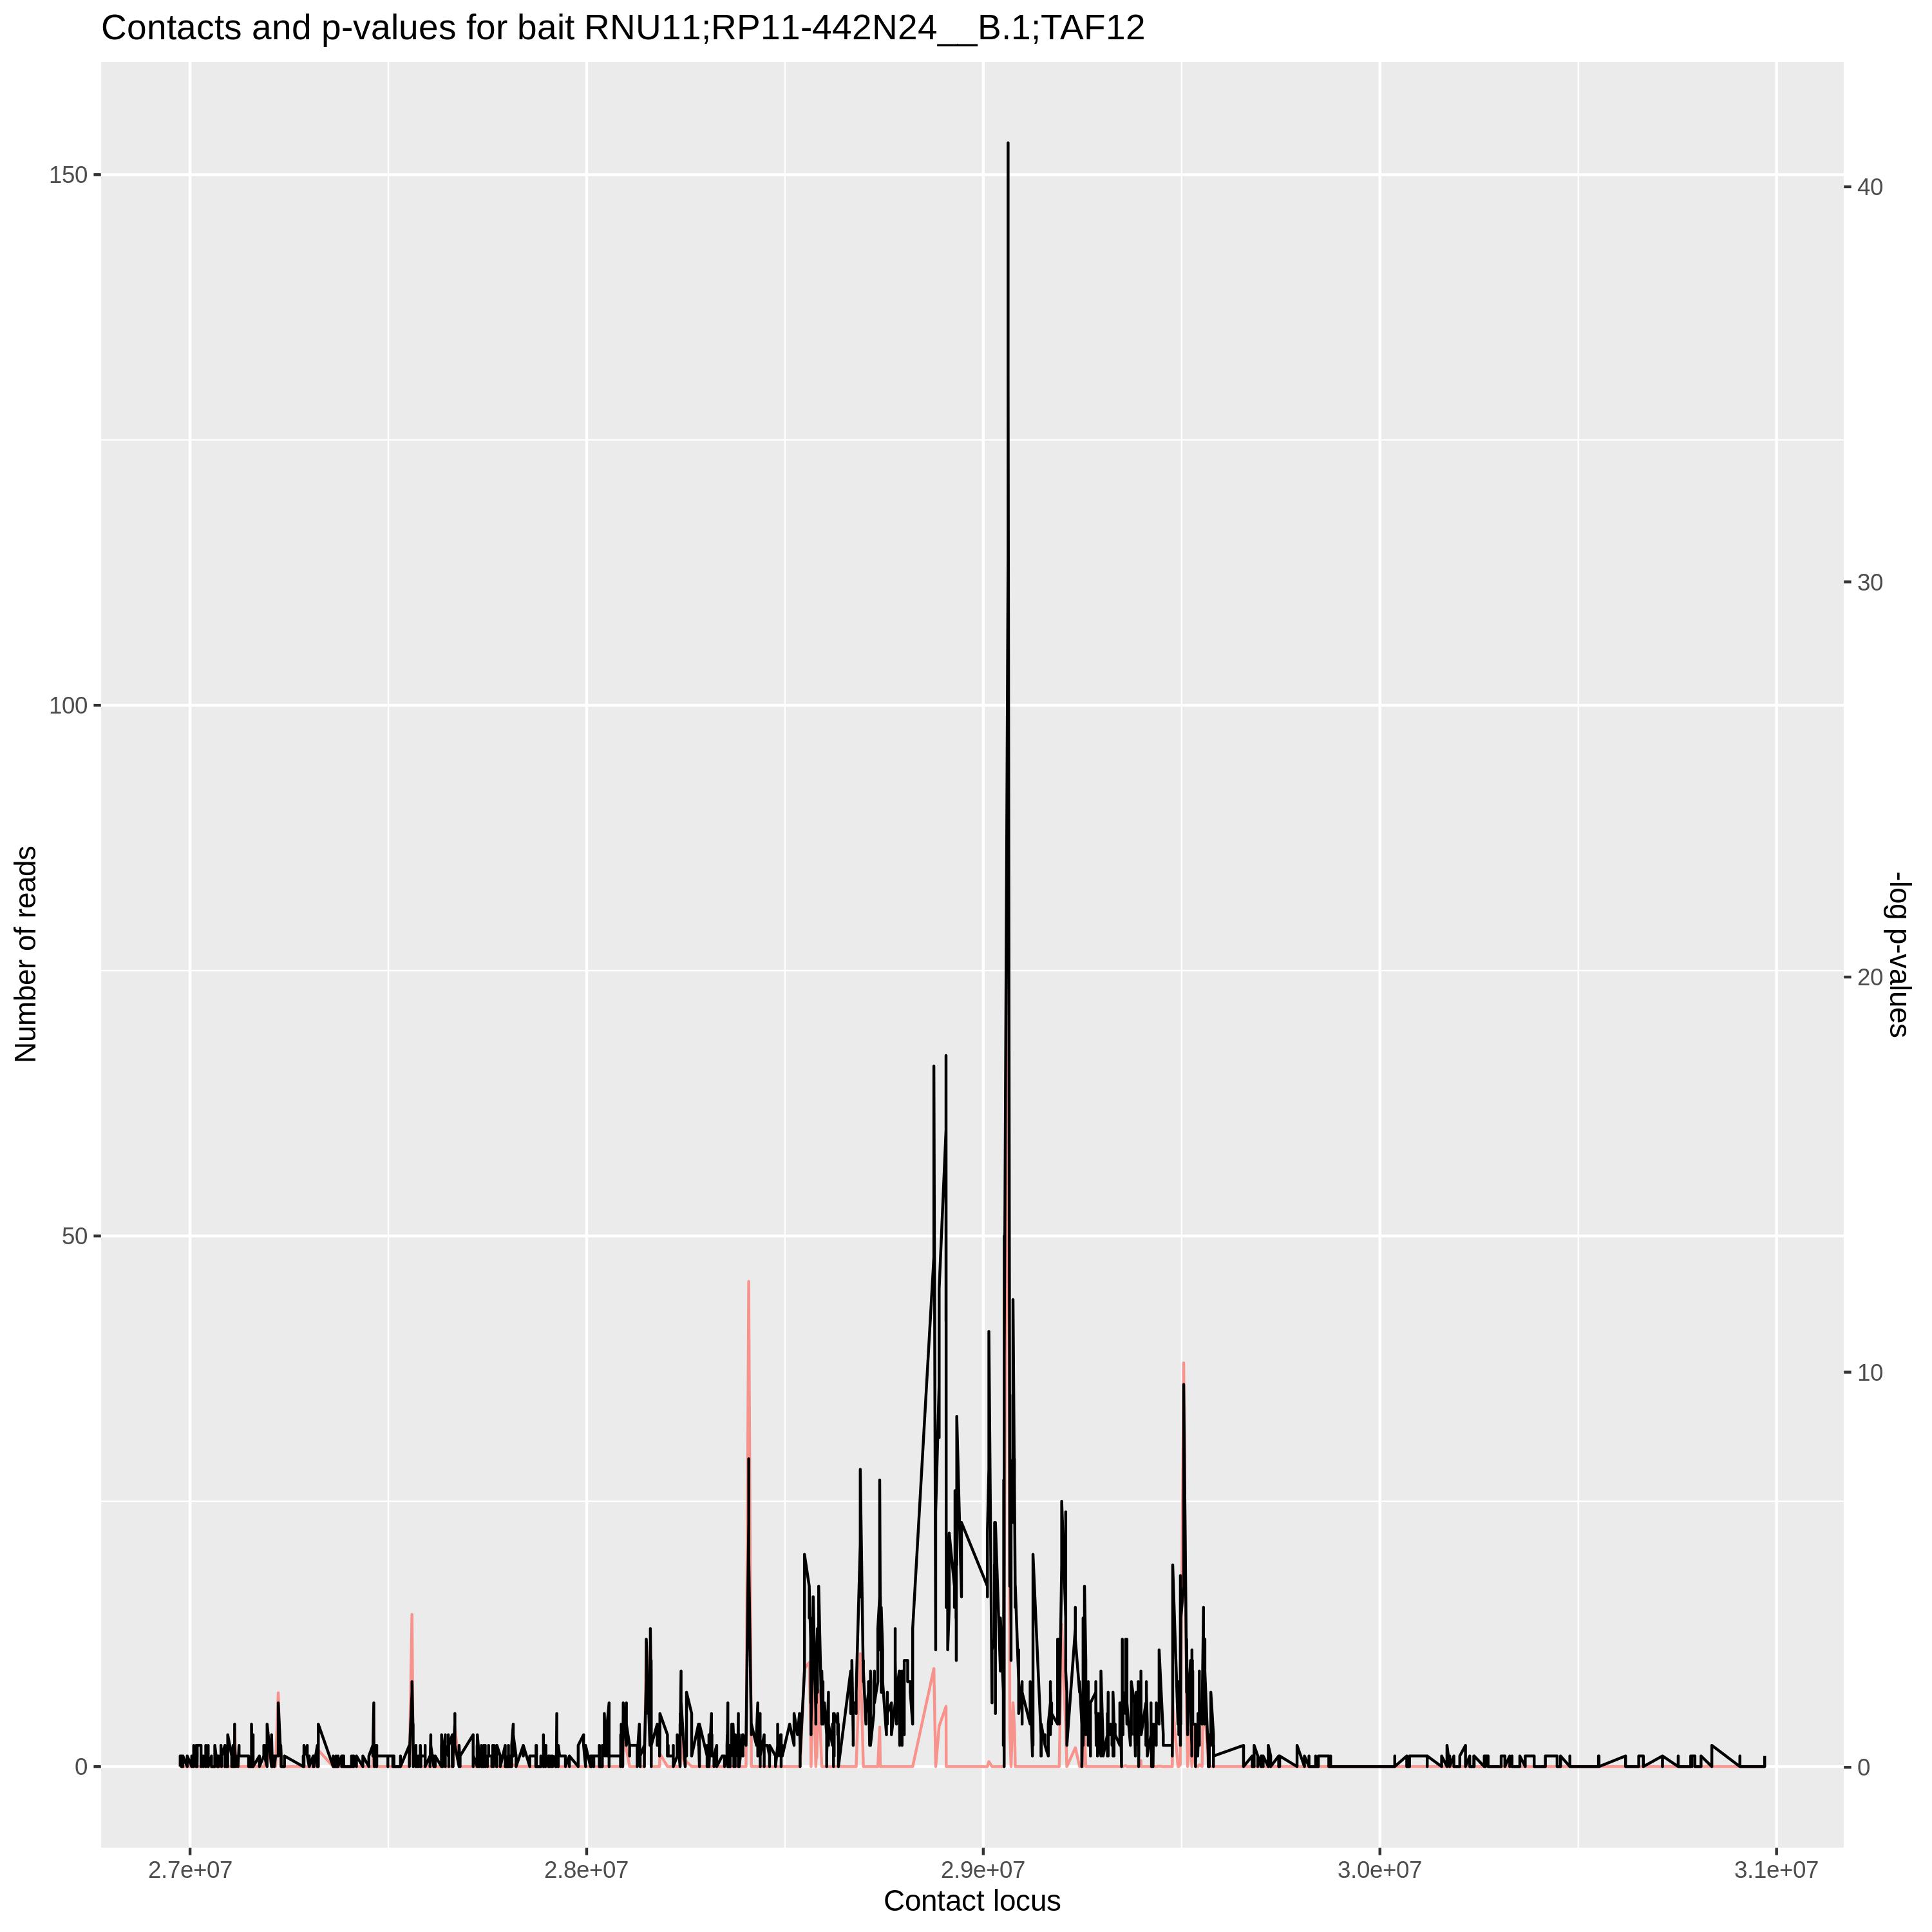 Contacts and p-values for bait RNU11;RP11-442N24__B.1;TAF12
150
100
50
0
Number of reads
40
30
20
10
0
-log p-values
2.7e+07
2.8e+07
2.9e+07
3.0e+07
3.1e+07
Contact locus